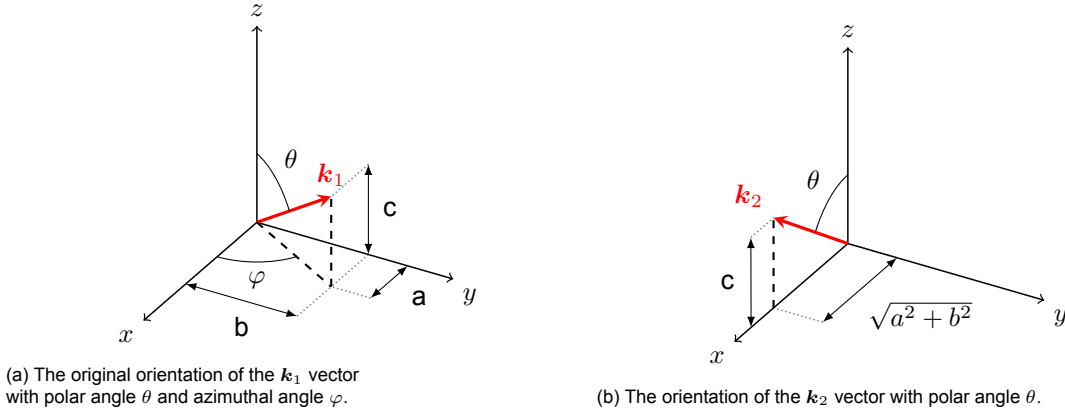 z
θ
k₁
c
φ
a
b
x
y
(a) The original orientation of the k₁ vector
with polar angle θ and azimuthal angle φ.
z
θ
k₂
c
√a² + b²
x
y
(b) The orientation of the k₂ vector with polar angle θ.